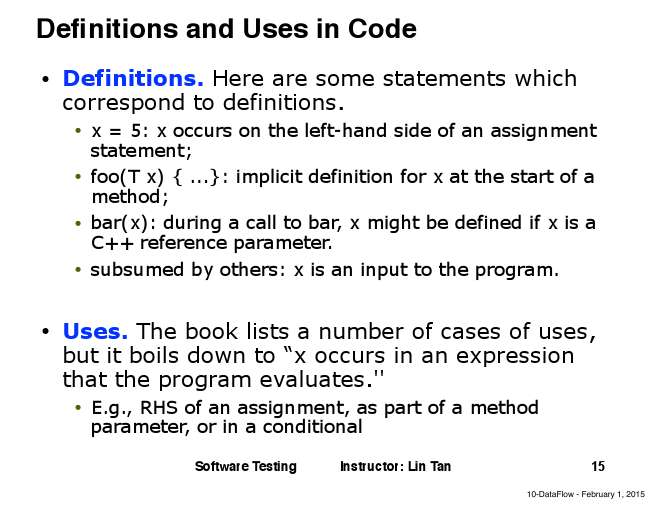 Definitions and Uses in Code
• Definitions. Here are some statements which
correspond to definitions.
• x = 5: x occurs on the left-hand side of an assignment
statement;
• foo(T x) { ...}: implicit definition for x at the start of a
method;
• bar(x): during a call to bar, x might be defined if x is a
C++ reference parameter.
• subsumed by others: x is an input to the program.
• Uses. The book lists a number of cases of uses,
but it boils down to “x occurs in an expression
that the program evaluates.''
• E.g., RHS of an assignment, as part of a method
parameter, or in a conditional
Software Testing Instructor: Lin Tan 15
10-DataFlow - February 1, 2015